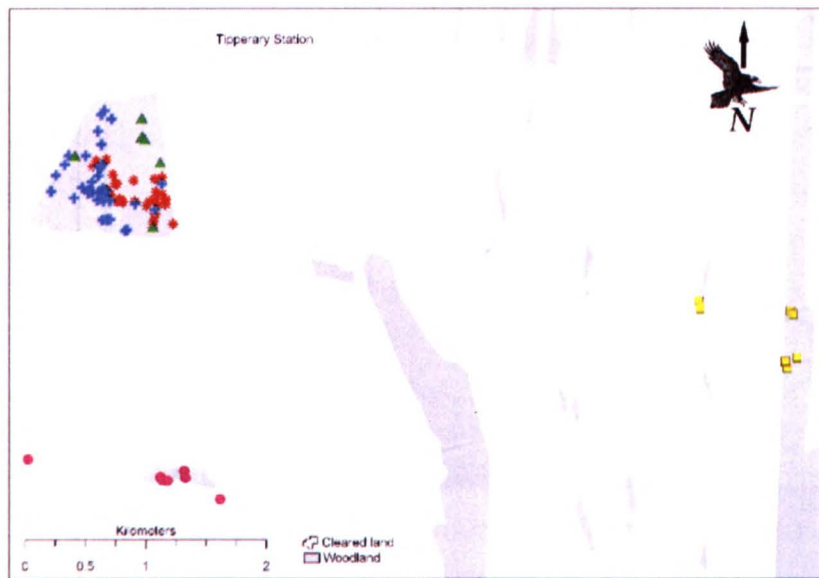 Tipperary Station
N
Kilometers
0 0.5 1 2
Cleared land
Woodland